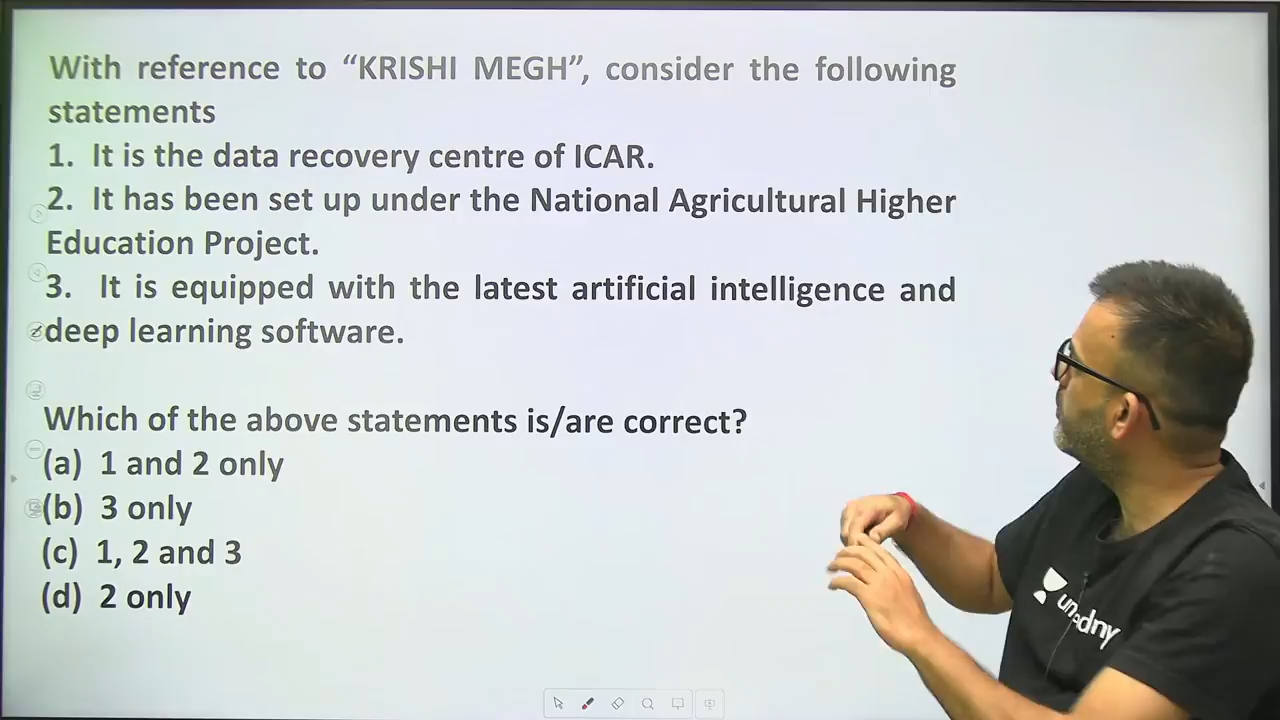 With reference to “KRISHI MEGH”, consider the following
statements
1. It is the data recovery centre of ICAR.
2. It has been set up under the National Agricultural Higher
Education Project.
3. It is equipped with the latest artificial intelligence and
deep learning software.
Which of the above statements is/are correct?
(a) 1 and 2 only
(b) 3 only
(c) 1, 2 and 3
(d) 2 only